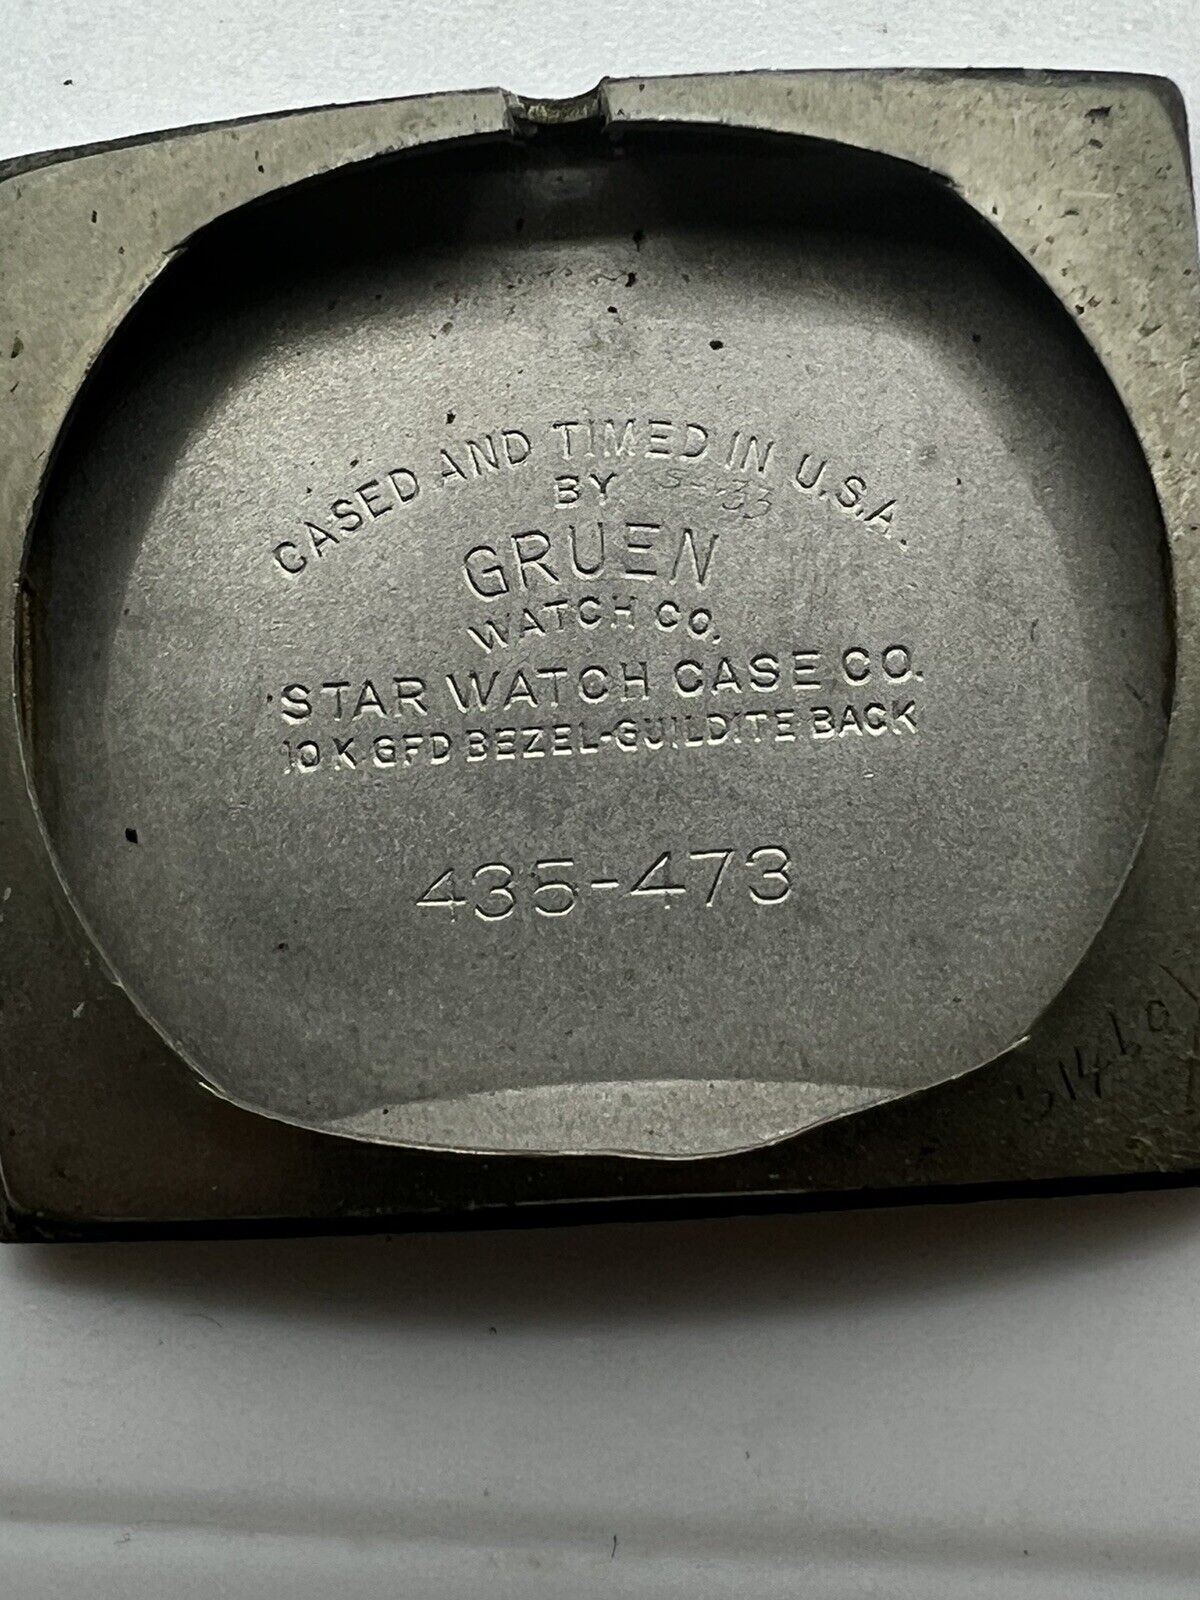 CASED AND TIMED IN U.S.A.
BY
GRUEN
WATCH CO.
STAR WATCH CASE CO.
10 K GFD BEZEL-GUILDITE BACK
435-473